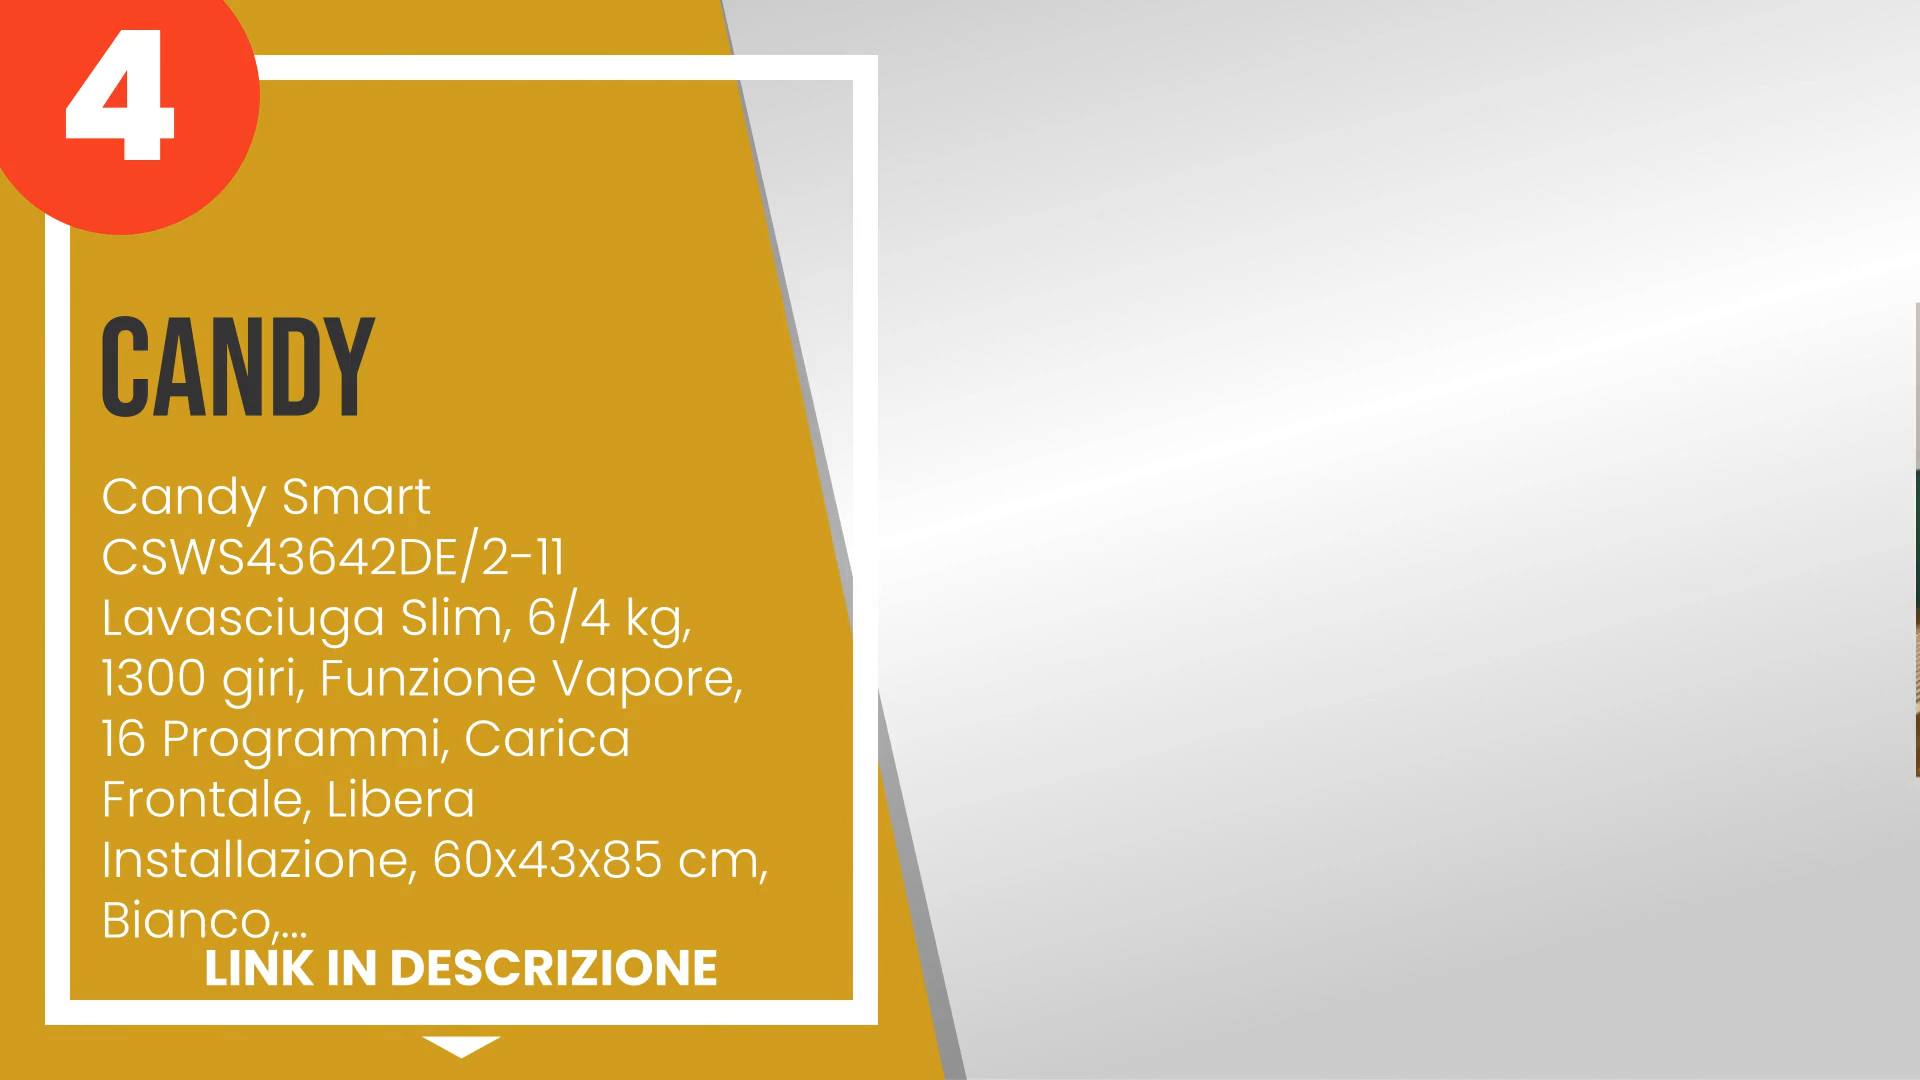 4
CANDY
Candy Smart
CSWS43642DE/2-11
Lavasciuga Slim, 6/4 kg,
1300 giri, Funzione Vapore,
16 Programmi, Carica
Frontale, Libera
Installazione, 60x43x85 cm,
Bianco,...
LINK IN DESCRIZIONE